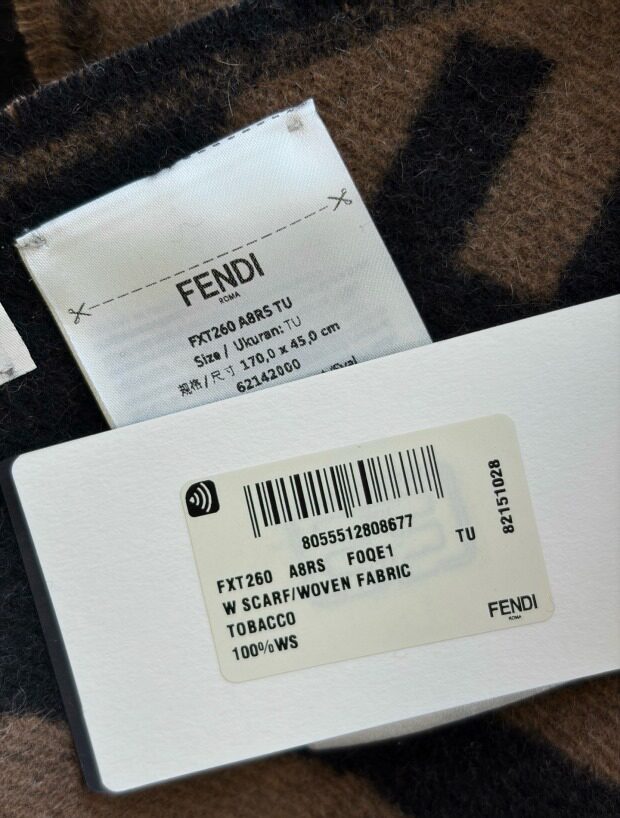 FENDI
ROMA
FXT260 A8RS TU
Size / Ukuran: TU
规格/尺寸 170,0 x 45,0 cm
62142000
8055512808677
FXT260 A8RS F0QE1 TU
W SCARF/WOVEN FABRIC
TOBACCO
100%WS
82151028
FENDI
ROMA